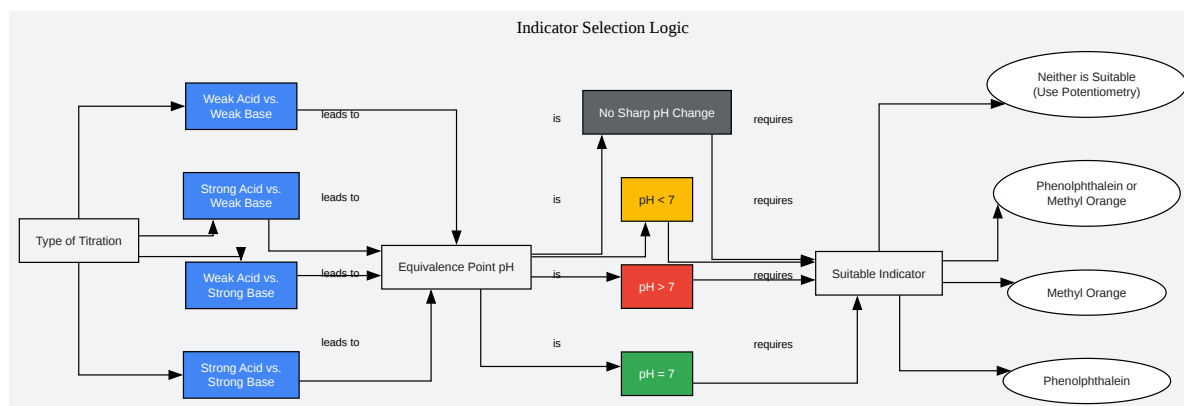 Indicator Selection Logic
Type of Titration
Weak Acid vs.
Weak Base
Strong Acid vs.
Weak Base
Weak Acid vs.
Strong Base
Strong Acid vs.
Strong Base
leads to
leads to
leads to
leads to
Equivalence Point pH
is
is
is
is
No Sharp pH Change
pH < 7
pH > 7
pH = 7
requires
requires
requires
requires
Suitable Indicator
Neither is Suitable
(Use Potentiometry)
Phenolphthalein or
Methyl Orange
Methyl Orange
Phenolphthalein